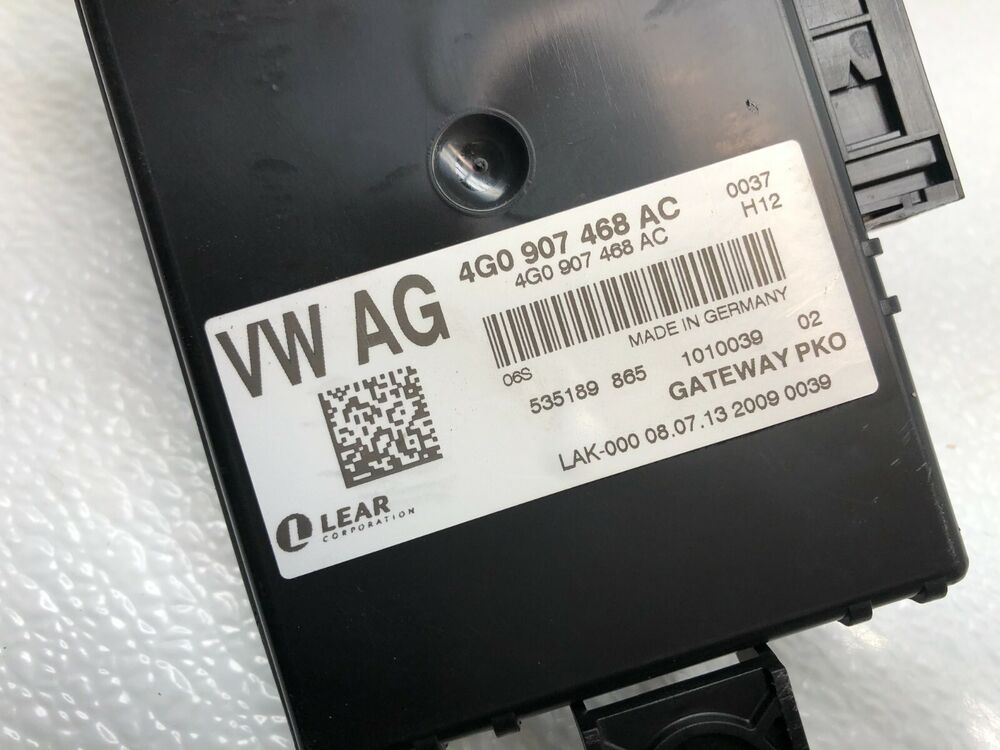 VW AG
4G0 907 468 AC
4G0 907 468 AC
0037
H12
MADE IN GERMANY
06S
535189 865
1010039 02
GATEWAY PKO
LAK-000 08.07.13 2009 0039
LEAR
CORPORATION